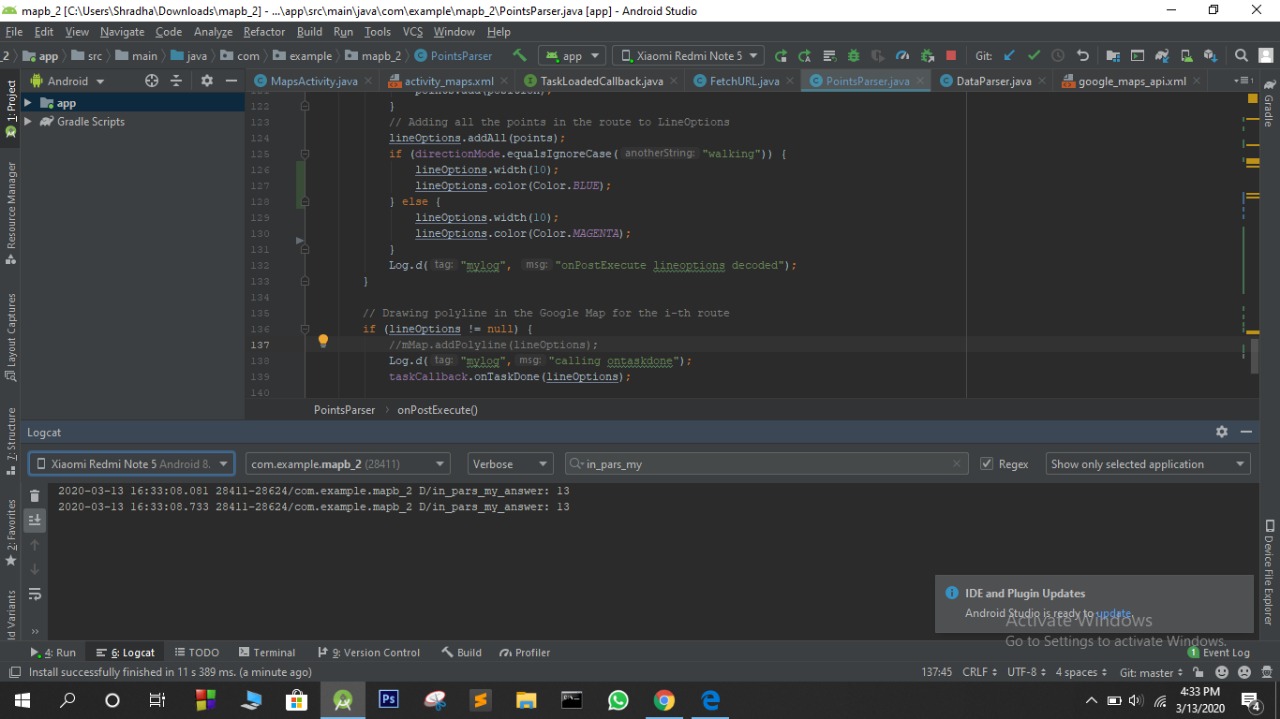 mapb_2 [C:\Users\Shradha\Downloads\mapb_2] - ...\app\src\main\java\com\example\mapb_2\PointsParser.java [app] - Android Studio
File Edit View Navigate Code Analyze Refactor Build Run Tools VCS Window Help
_2 app src main java com example mapb_2 PointsParser app Xiaomi Redmi Note 5 Git:
1: Project
Android
MapsActivity.java activity_maps.xml TaskLoadedCallback.java FetchURL.java PointsParser.java DataParser.java google_maps_api.xml
Gradle
app
Gradle Scripts
Resource Manager
Layout Captures
7: Structure
2: Favorites
ld Variants
points.add(position);
122 }
123 // Adding all the points in the route to LineOptions
124 lineOptions.addAll(points);
125 if (directionMode.equalsIgnoreCase( anotherString: "walking")) {
126 lineOptions.width(10);
127 lineOptions.color(Color.BLUE);
128 } else {
129 lineOptions.width(10);
130 lineOptions.color(Color.MAGENTA);
131 }
132 Log.d( tag: "mylog", msg: "onPostExecute lineoptions decoded");
133 }
134
135 // Drawing polyline in the Google Map for the i-th route
136 if (lineOptions != null) {
137 //mMap.addPolyline(lineOptions);
138 Log.d( tag: "mylog", msg: "calling ontaskdone");
139 taskCallback.onTaskDone(lineOptions);
140
PointsParser › onPostExecute()
Logcat
Xiaomi Redmi Note 5 Android 8. com.example.mapb_2 (28411) Verbose in_pars_my Regex Show only selected application
2020-03-13 16:33:08.081 28411-28624/com.example.mapb_2 D/in_pars_my_answer: 13
2020-03-13 16:33:08.733 28411-28624/com.example.mapb_2 D/in_pars_my_answer: 13
Device File Explorer
IDE and Plugin Updates
Android Studio is ready to update.
Activate Windows
Go to Settings to activate Windows.
4: Run 6: Logcat TODO Terminal 9: Version Control Build Profiler 1 Event Log
Install successfully finished in 11 s 389 ms. (a minute ago) 137:45 CRLF UTF-8 4 spaces Git: master
Ps
4:33 PM
3/13/2020
4